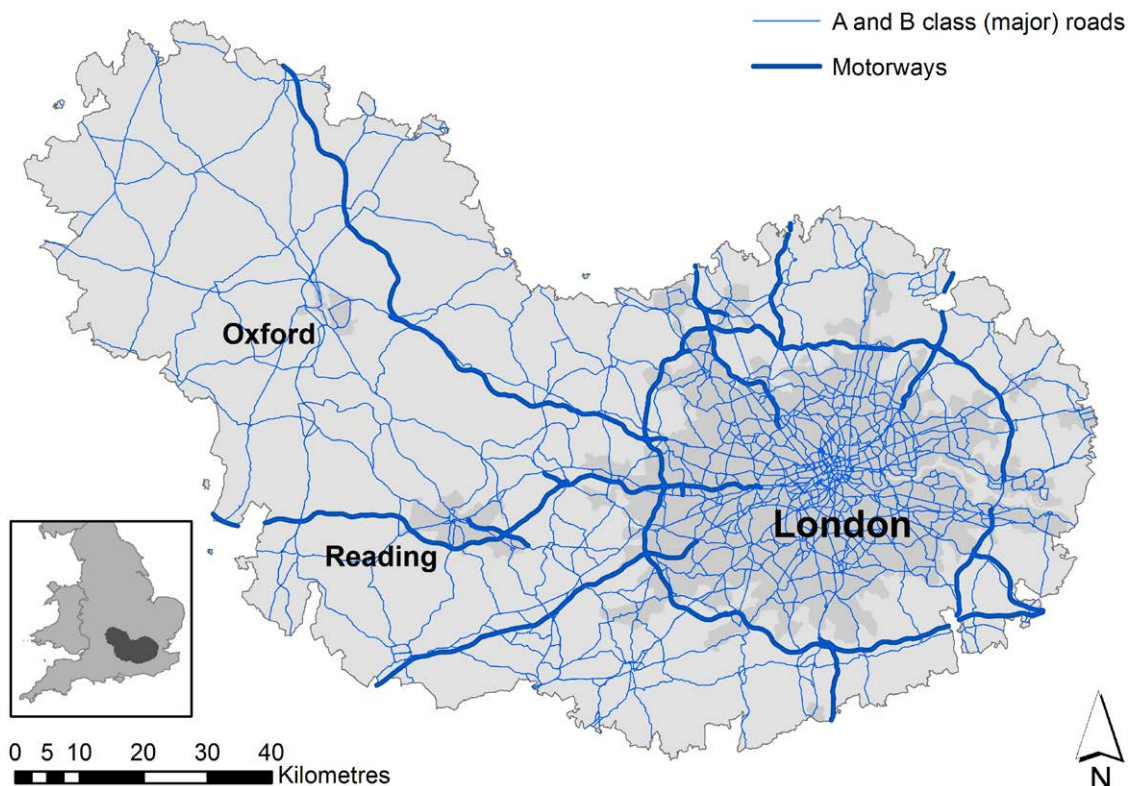 A and B class (major) roads
Motorways
Oxford
London
Reading
0 5 10 20 30 40
Kilometres
N